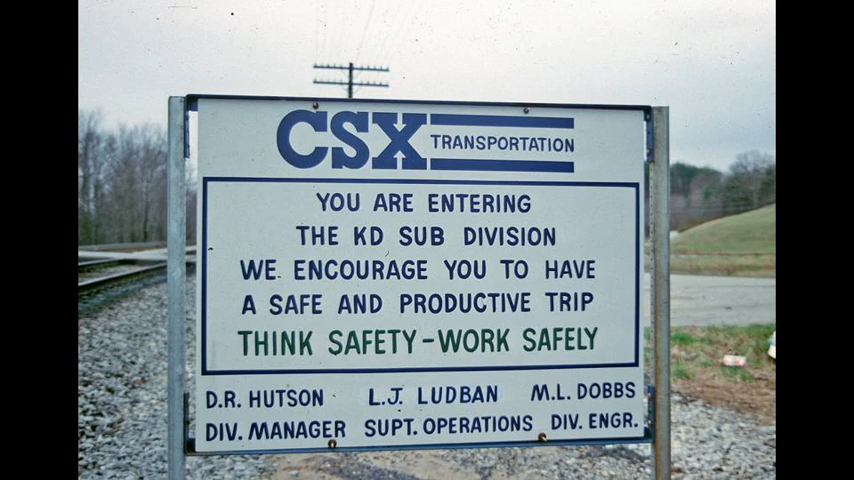 CSX TRANSPORTATION
YOU ARE ENTERING
THE KD SUB DIVISION
WE ENCOURAGE YOU TO HAVE
A SAFE AND PRODUCTIVE TRIP
THINK SAFETY-WORK SAFELY
D.R. HUTSON L.J. LUDBAN M.L. DOBBS
DIV. MANAGER SUPT. OPERATIONS DIV. ENGR.